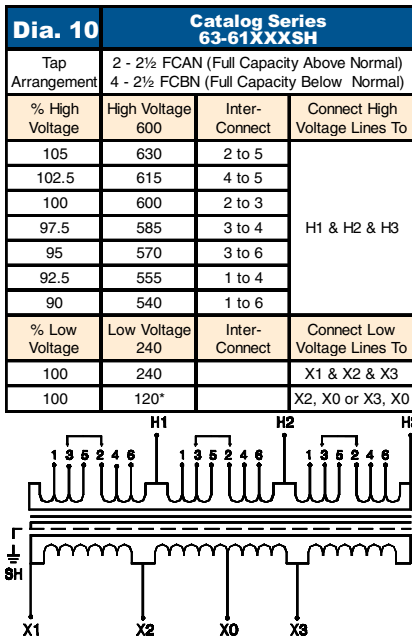 Dia. 10
Catalog Series
63-61XXXSH
Tap
Arrangement
2 - 2½ FCAN (Full Capacity Above Normal)
4 - 2½ FCBN (Full Capacity Below Normal)
% High
Voltage
High Voltage
600
Inter-
Connect
Connect High
Voltage Lines To
105 630 2 to 5
102.5 615 4 to 5
100 600 2 to 3
97.5 585 3 to 4
95 570 3 to 6
92.5 555 1 to 4
90 540 1 to 6
H1 & H2 & H3
% Low
Voltage
Low Voltage
240
Inter-
Connect
Connect Low
Voltage Lines To
100 240 X1 & X2 & X3
100 120* X2, X0 or X3, X0
H1 H2
1 3 5 2 4 6 1 3 5 2 4 6 1 3 5 2 4 6
SH
X1 X2 X0 X3